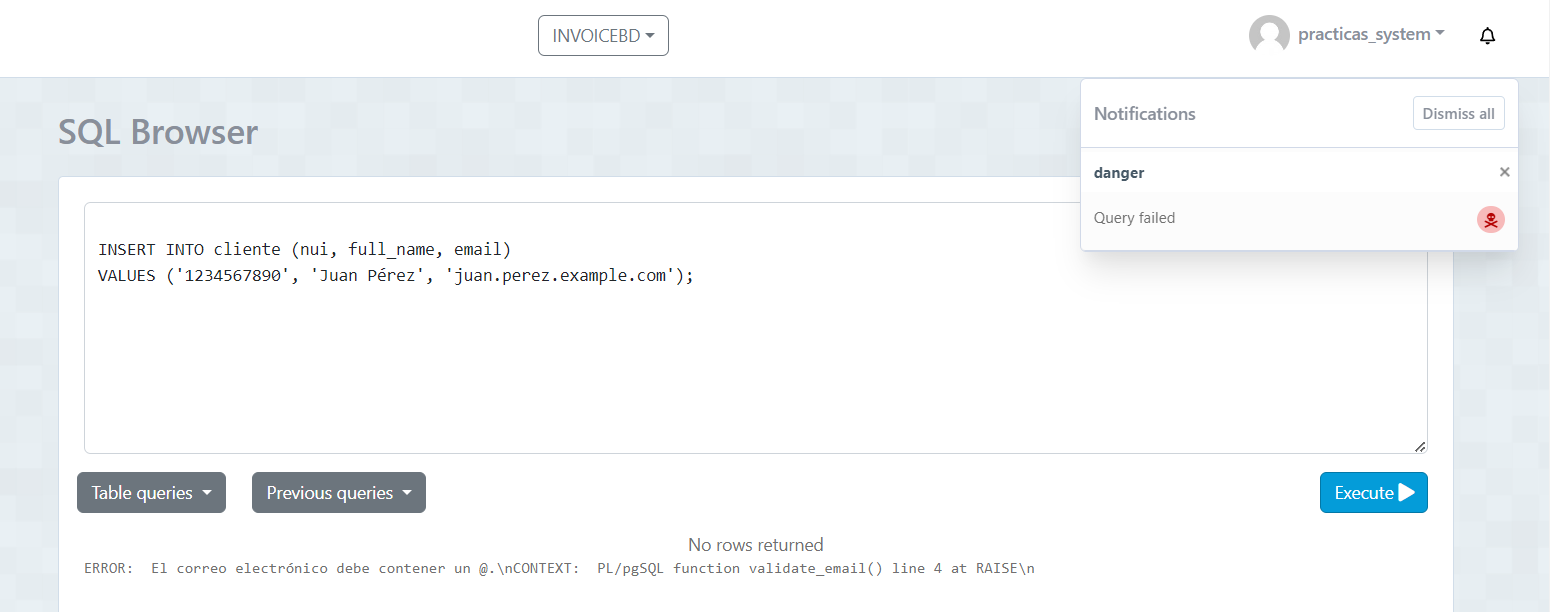 INVOICEBD
practicas_system
SQL Browser
Notifications
Dismiss all
danger
×
Query failed
INSERT INTO cliente (nui, full_name, email)
VALUES ('1234567890', 'Juan Pérez', 'juan.perez.example.com');
Table queries
Previous queries
Execute
No rows returned
ERROR:  El correo electrónico debe contener un @.\nCONTEXT:  PL/pgSQL function validate_email() line 4 at RAISE\n